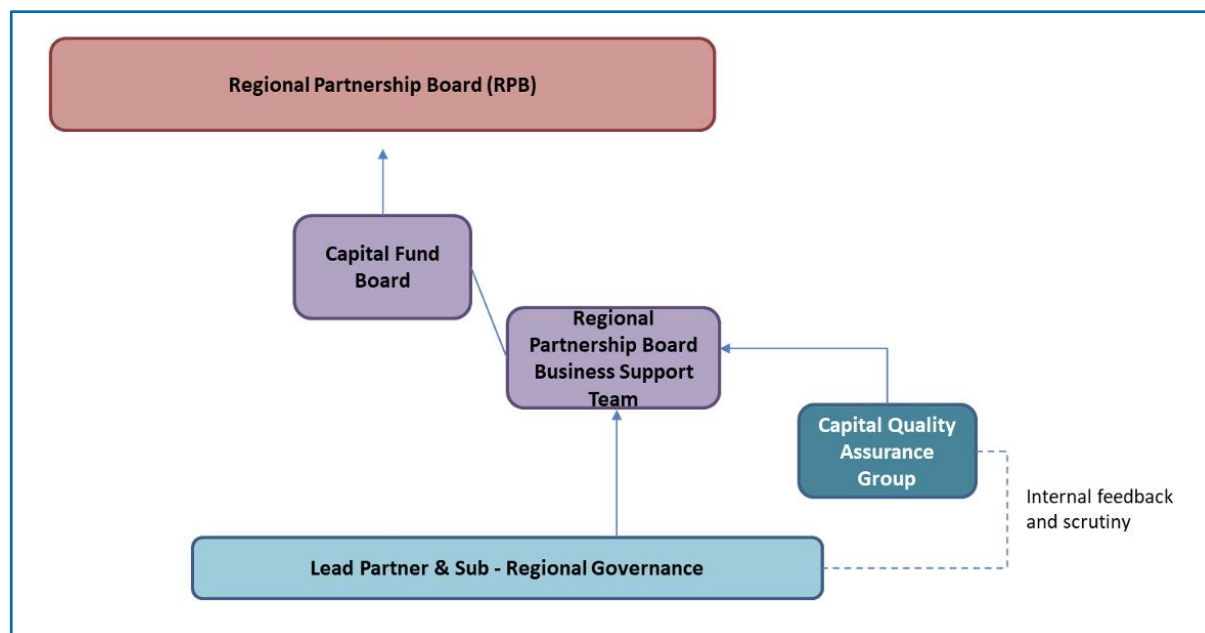 Regional Partnership Board (RPB)
Capital Fund
Board
Regional
Partnership Board
Business Support
Team
Capital Quality
Assurance
Group
Internal feedback
and scrutiny
Lead Partner & Sub - Regional Governance